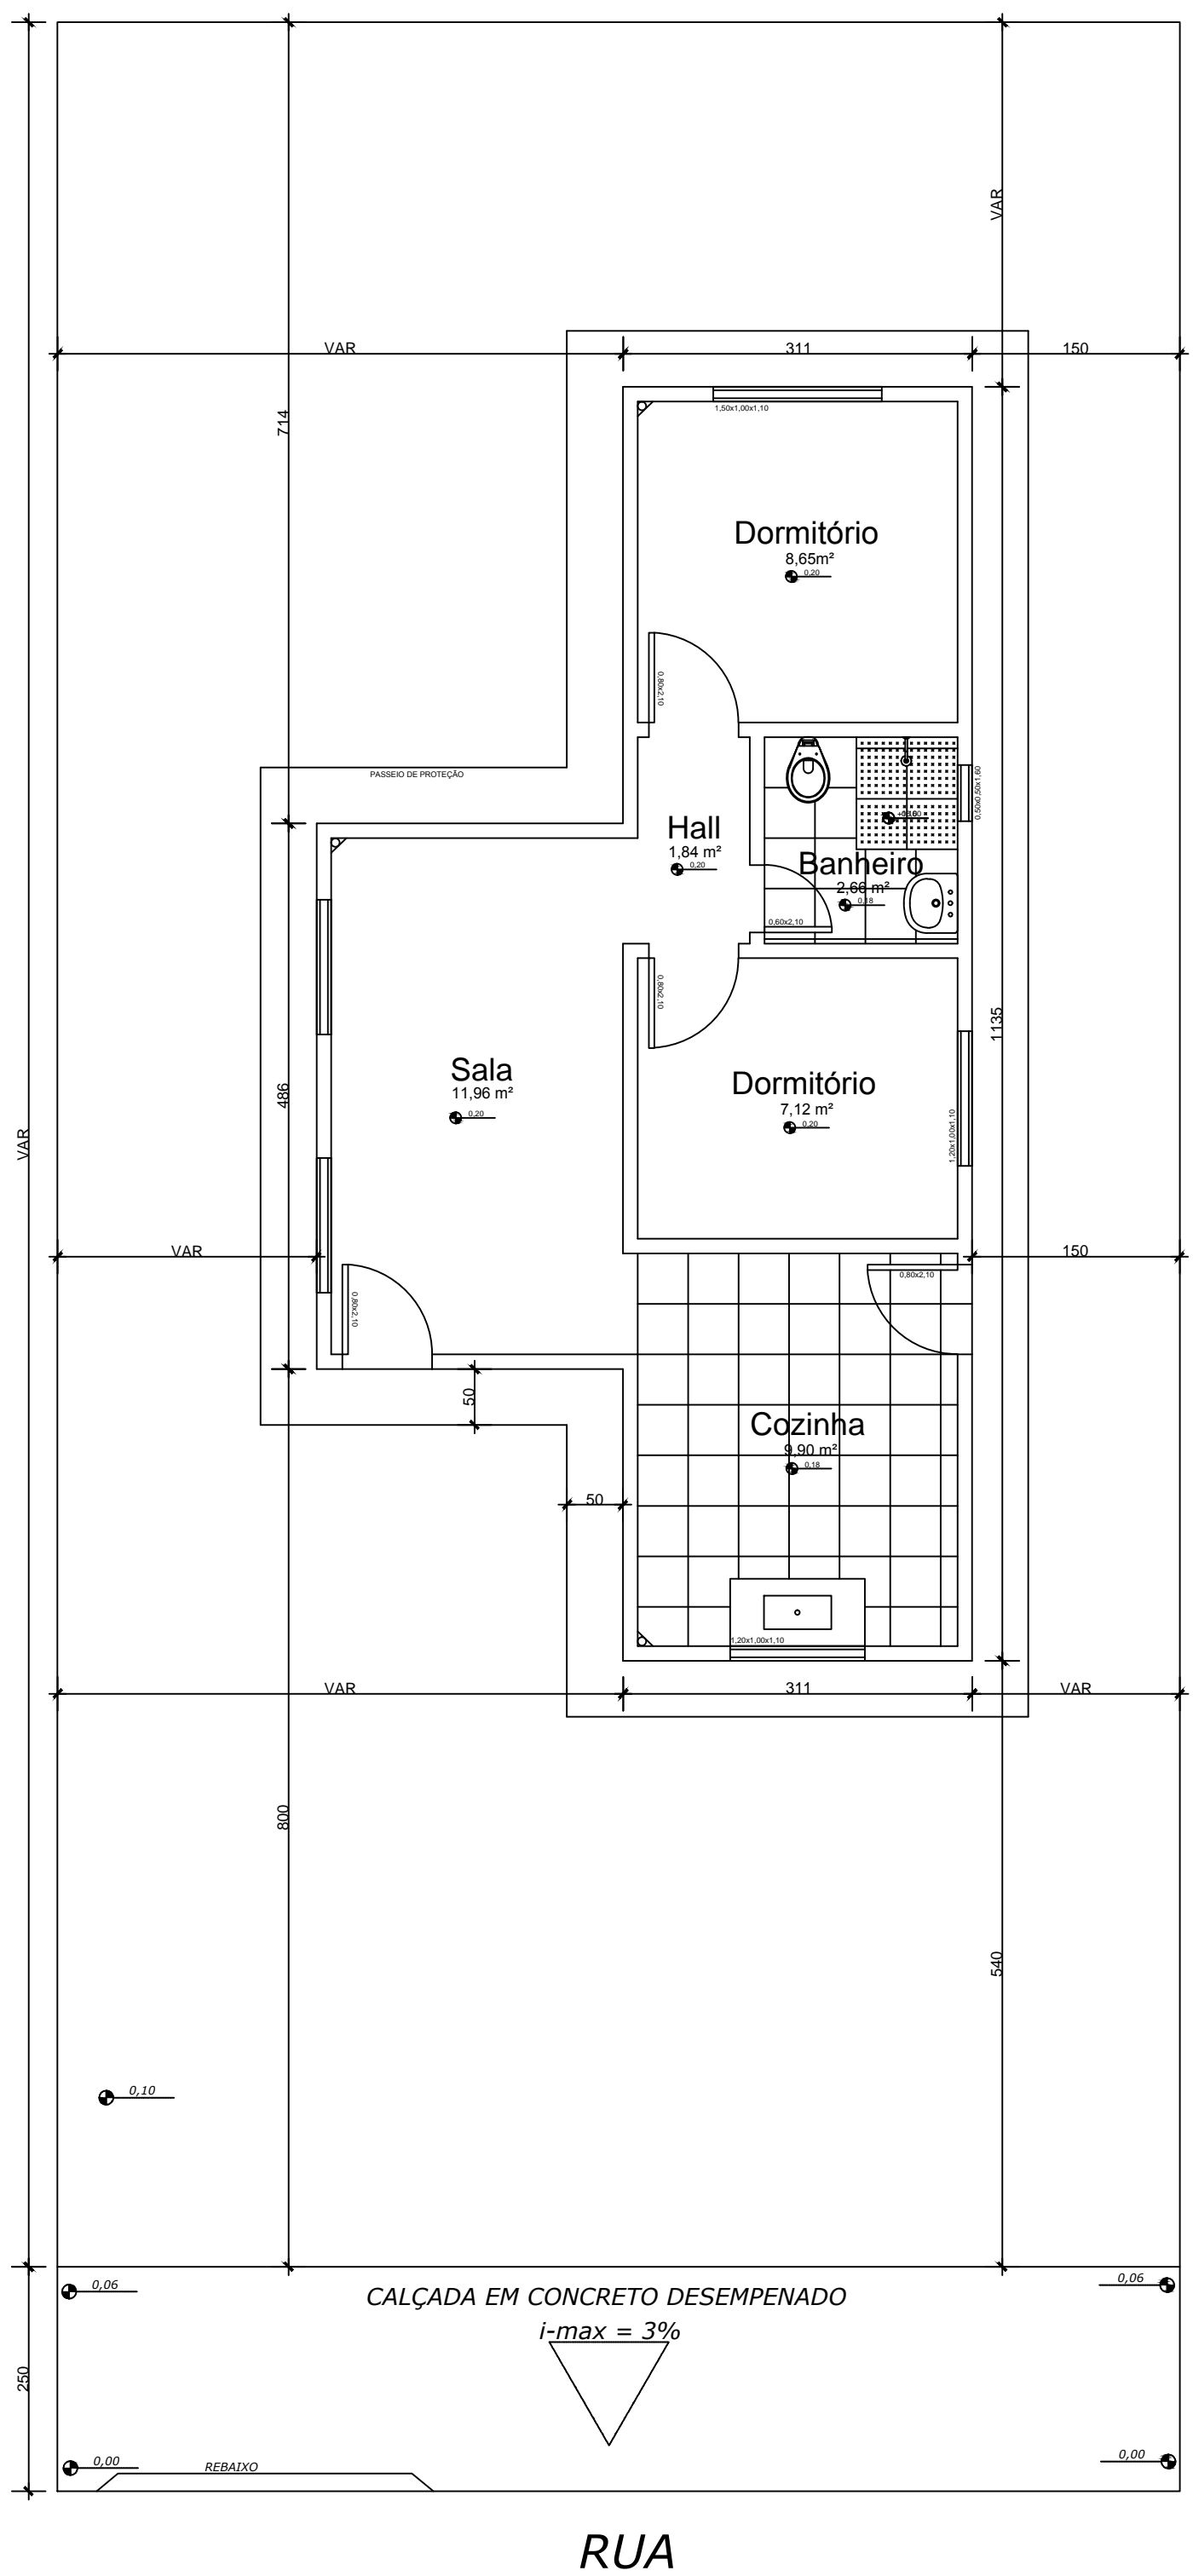 VAR
VAR
311
150
714
1,50x1,00x1,10
Dormitório
8,65m²
0,20
0,80x2,10
PASSEIO DE PROTEÇÃO
0,50x0,50x1,60
Hall
1,84 m²
0,20
Banheiro
2,66 m²
0,18
0,60x2,10
0,80x2,10
1135
Sala
11,96 m²
0,20
486
Dormitório
7,12 m²
0,20
1,20x1,00x1,10
VAR
VAR
150
0,80x2,10
0,80x2,10
50
Cozinha
9,90 m²
0,18
50
1,20x1,00x1,10
VAR
311
VAR
800
540
0,10
0,06
CALÇADA EM CONCRETO DESEMPENADO
0,06
i-max = 3%
250
0,00
REBAIXO
0,00
RUA